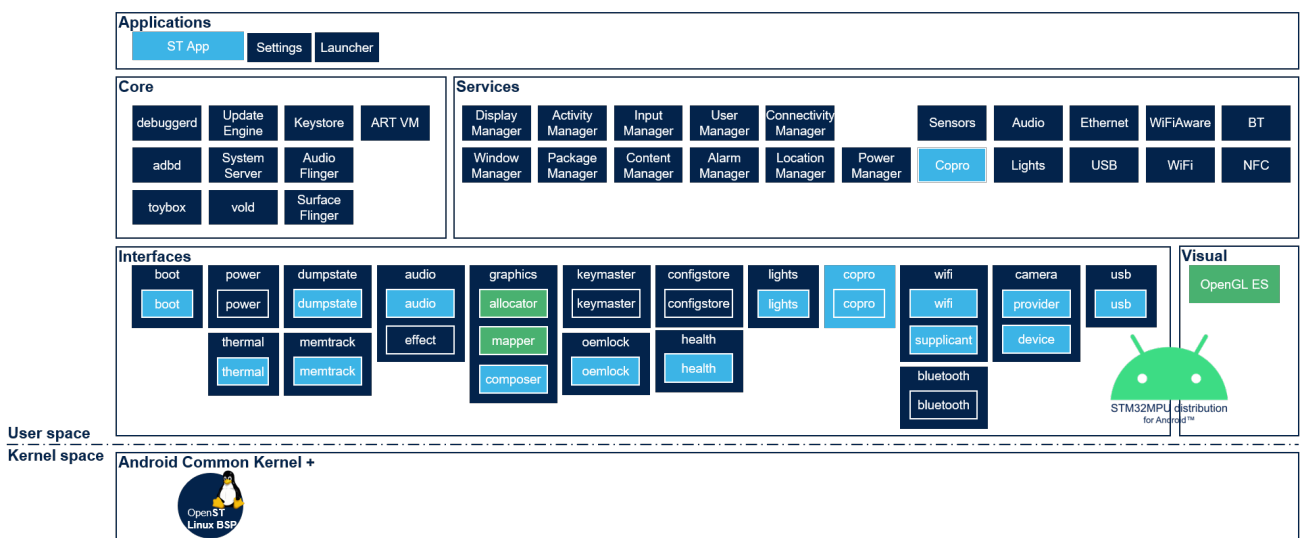 Applications
ST App Settings Launcher
Core
debuggerd Update Engine Keystore ART VM
adbd System Server Audio Flinger
toybox vold Surface Flinger
Services
Display Manager Activity Manager Input Manager User Manager Connectivity Manager Sensors Audio Ethernet WiFiAware BT
Window Manager Package Manager Content Manager Alarm Manager Location Manager Power Manager Copro Lights USB WiFi NFC
Interfaces
boot power dumpstate audio graphics keymaster configstore lights copro wifi camera usb
boot power dumpstate audio allocator keymaster configstore lights copro wifi provider usb
thermal memtrack effect mapper oemlock health supplicant device
thermal memtrack composer oemlock health bluetooth
bluetooth
Visual
OpenGL ES
STM32MPU distribution
for Android™
User space
Kernel space
Android Common Kernel +
OpenST
Linux BSP